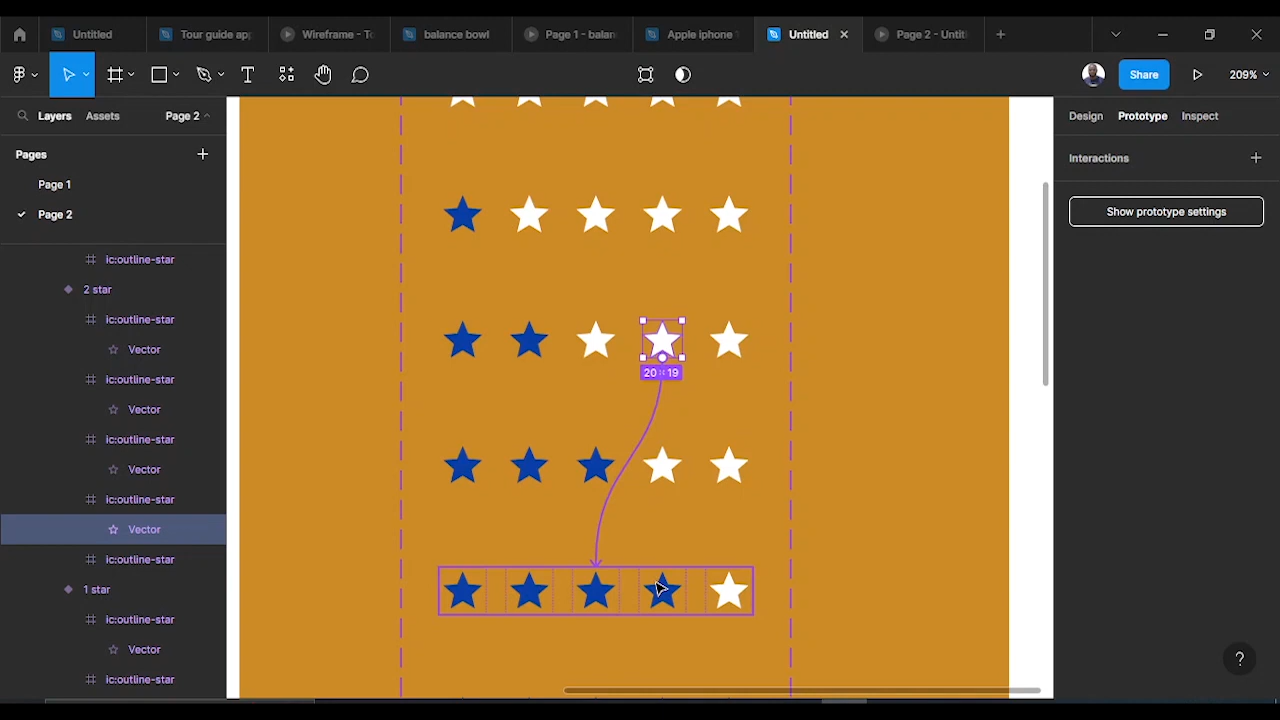 Untitled
Tour guide app
Wireframe - To
balance bowl
Page 1 - balan
Apple iphone
Untitled
Page 2 - Untit
Share
209%
Layers
Assets
Page 2
Design
Prototype
Inspect
Pages
Interactions
Page 1
Page 2
Show prototype settings
ic:outline-star
2 star
ic:outline-star
Vector
ic:outline-star
Vector
ic:outline-star
Vector
ic:outline-star
Vector
ic:outline-star
1 star
ic:outline-star
Vector
ic:outline-star
20 × 19
?